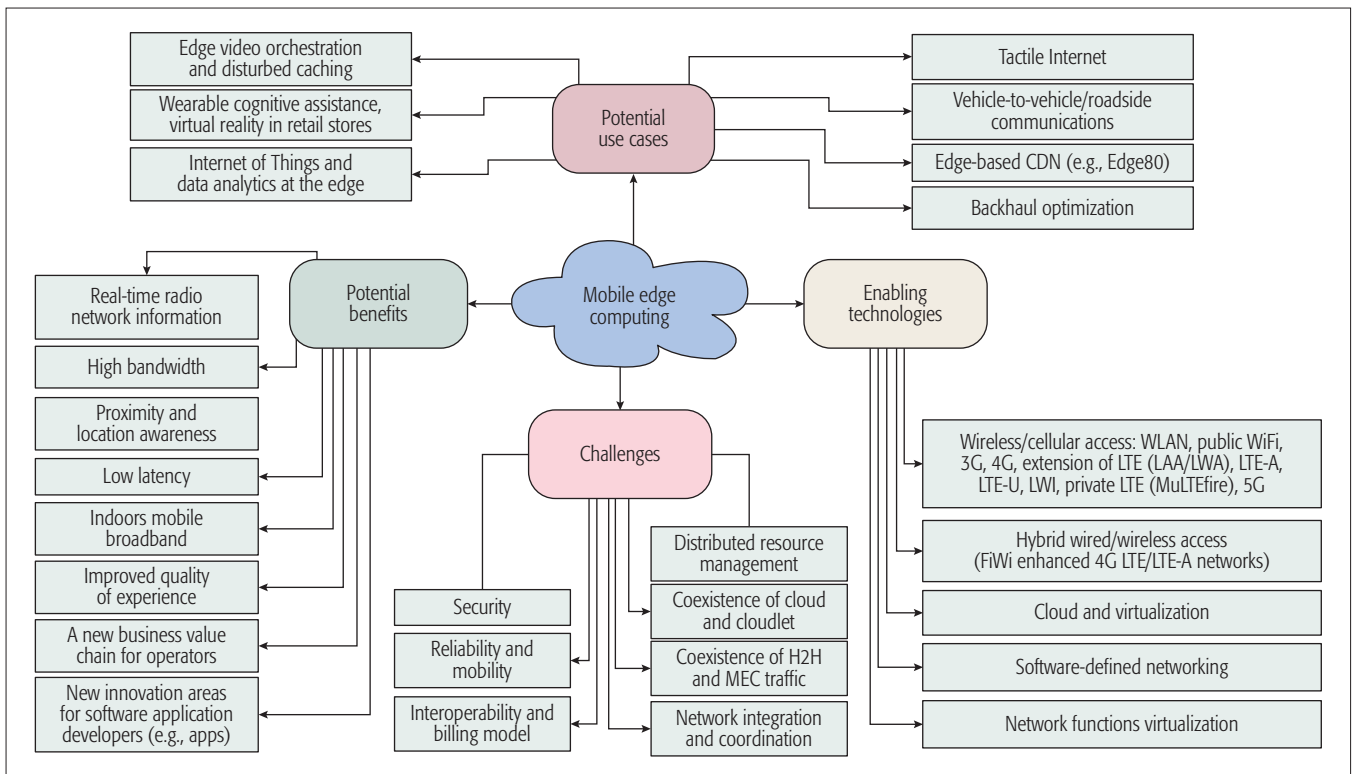 Edge video orchestration
and disturbed caching
Wearable cognitive assistance,
virtual reality in retail stores
Internet of Things and
data analytics at the edge
Potential
use cases
Tactile Internet
Vehicle-to-vehicle/roadside
communications
Edge-based CDN (e.g., Edge80)
Backhaul optimization
Real-time radio
network information
High bandwidth
Proximity and
location awareness
Low latency
Indoors mobile
broadband
Improved quality
of experience
A new business value
chain for operators
New innovation areas
for software application
developers (e.g., apps)
Potential
benefits
Mobile edge
computing
Enabling
technologies
Challenges
Security
Reliability and
mobility
Interoperability and
billing model
Distributed resource
management
Coexistence of cloud
and cloudlet
Coexistence of H2H
and MEC traffic
Network integration
and coordination
Wireless/cellular access: WLAN, public WiFi,
3G, 4G, extension of LTE (LAA/LWA), LTE-A,
LTE-U, LWI, private LTE (MuLTEfire), 5G
Hybrid wired/wireless access
(FiWi enhanced 4G LTE/LTE-A networks)
Cloud and virtualization
Software-defined networking
Network functions virtualization